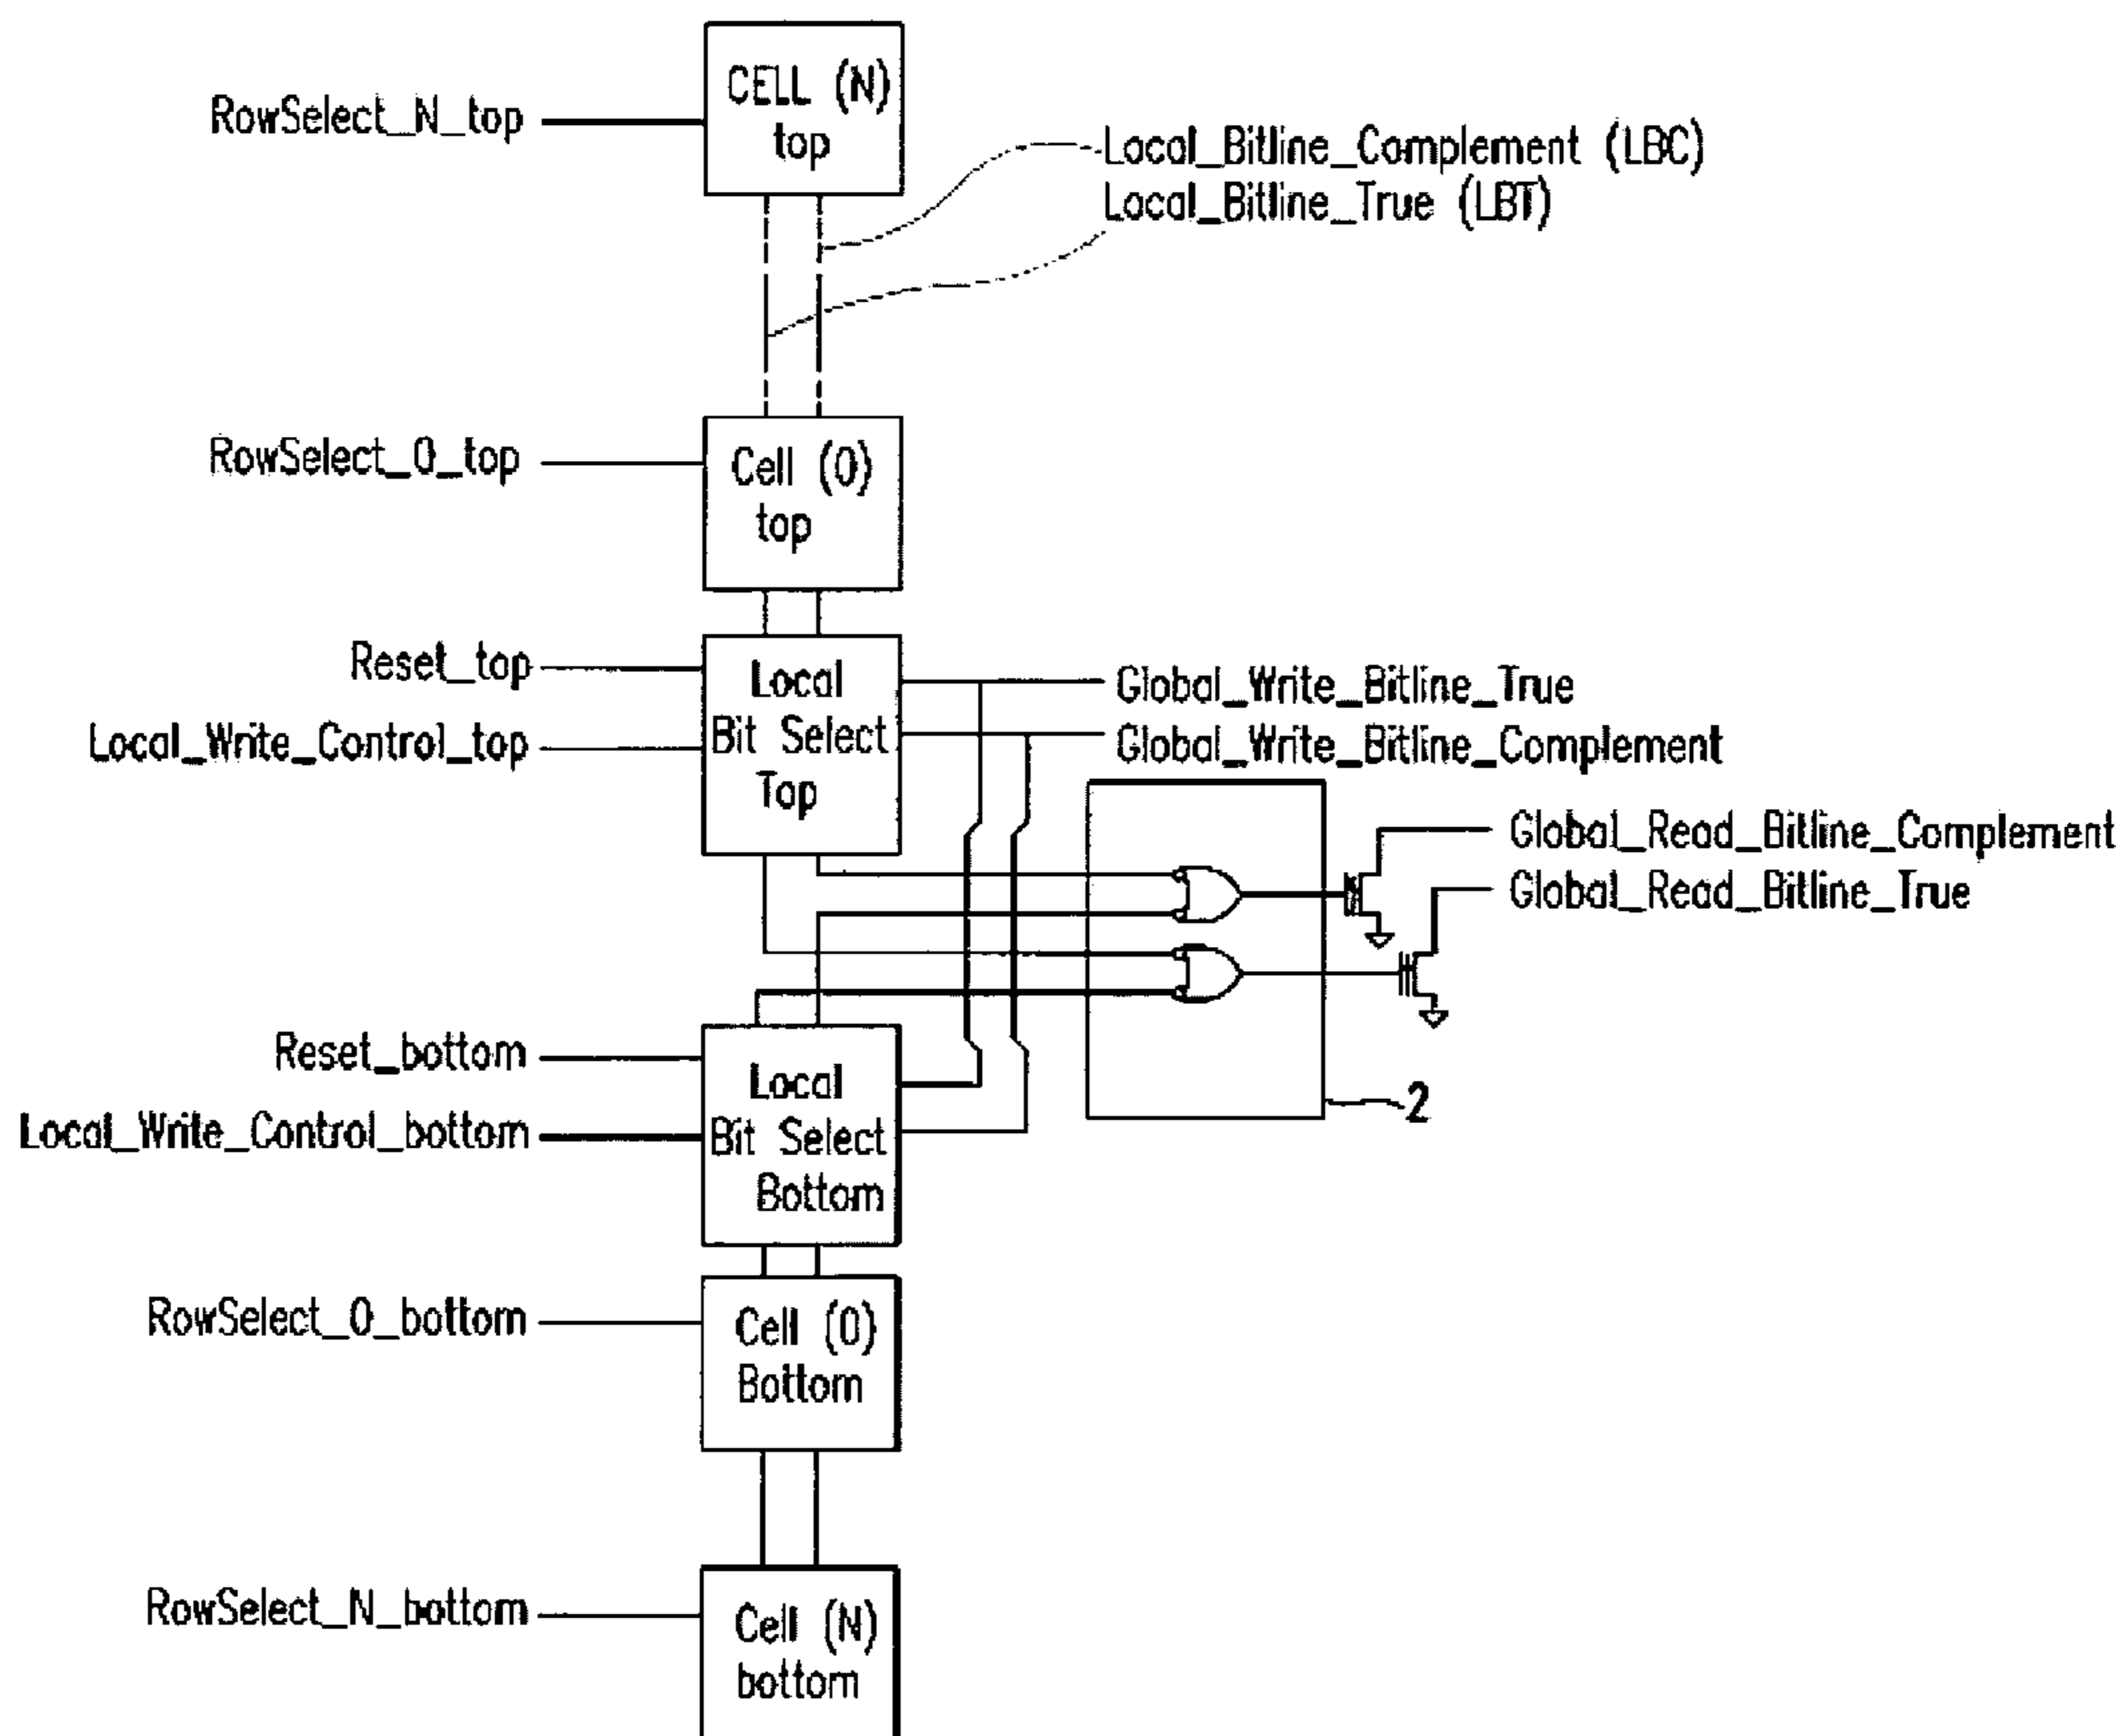 CELL (N)
top
RowSelect_N_top
Local_Bitline_Complement (LBC)
Local_Bitline_True (LBT)
RowSelect_0_top
Cell (0)
top
Reset_top
Local_Write_Control_top
Local
Bit Select
Top
Global_Write_Bitline_True
Global_Write_Bitline_Complement
Global_Read_Bitline_Complement
Global_Read_Bitline_True
Reset_bottom
Local_Write_Control_bottom
Local
Bit Select
Bottom
2
RowSelect_0_bottom
Cell (0)
Bottom
RowSelect_N_bottom
Cell (N)
bottom